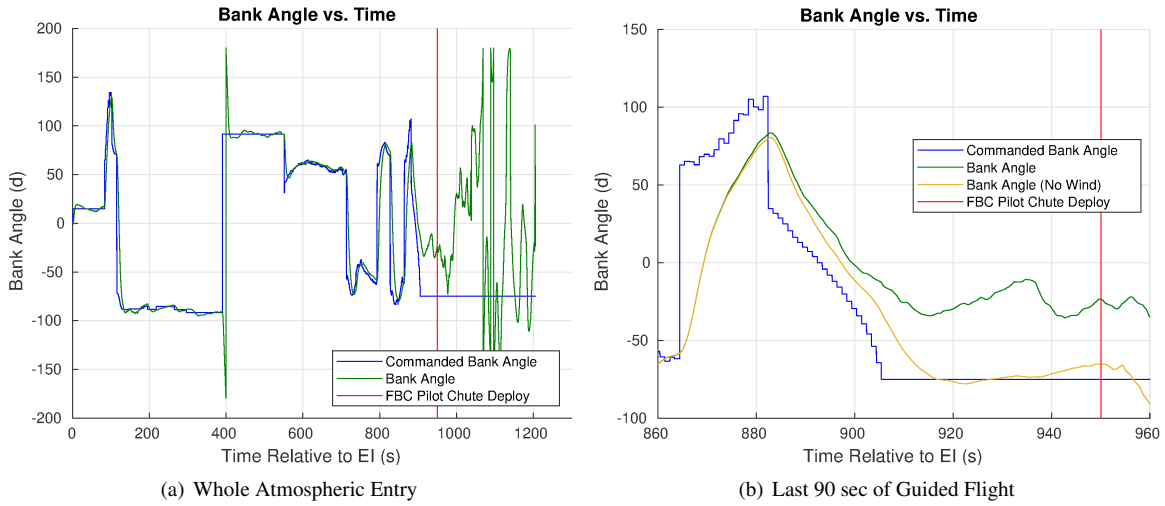 Bank Angle vs. Time
200
150
100
50
0
-50
-100
-150
-200
Bank Angle (d)
Commanded Bank Angle
Bank Angle
FBC Pilot Chute Deploy
0 200 400 600 800 1000 1200
Time Relative to EI (s)
(a) Whole Atmospheric Entry
Bank Angle vs. Time
150
100
50
0
-50
-100
Bank Angle (d)
Commanded Bank Angle
Bank Angle
Bank Angle (No Wind)
FBC Pilot Chute Deploy
860 880 900 920 940 960
Time Relative to EI (s)
(b) Last 90 sec of Guided Flight